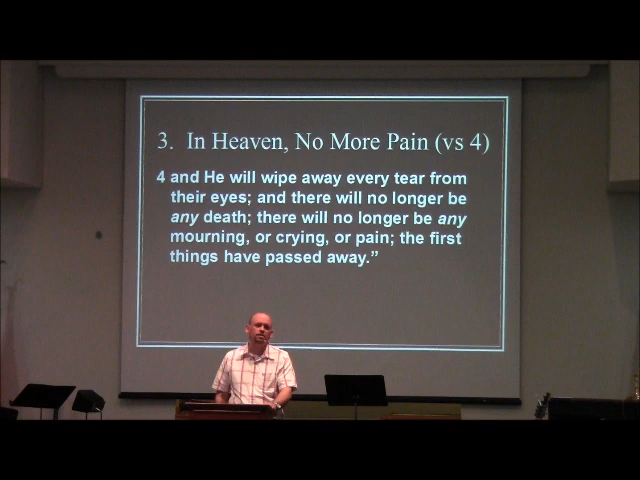 3. In Heaven, No More Pain (vs 4)
4 and He will wipe away every tear from
their eyes; and there will no longer be
any death; there will no longer be any
mourning, or crying, or pain; the first
things have passed away.”